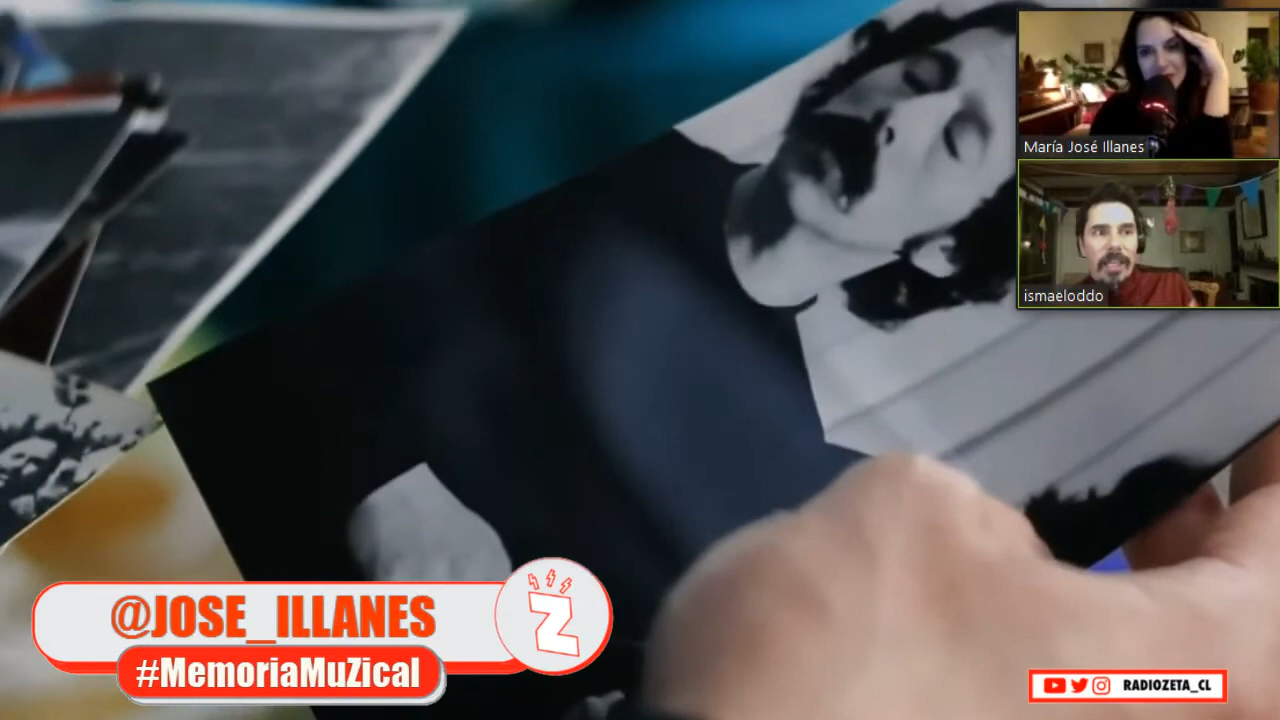 María José Illanes
ismaeloddo
@JOSE_ILLANES
Z
#MemoriaMuZical
RADIOZETA_CL